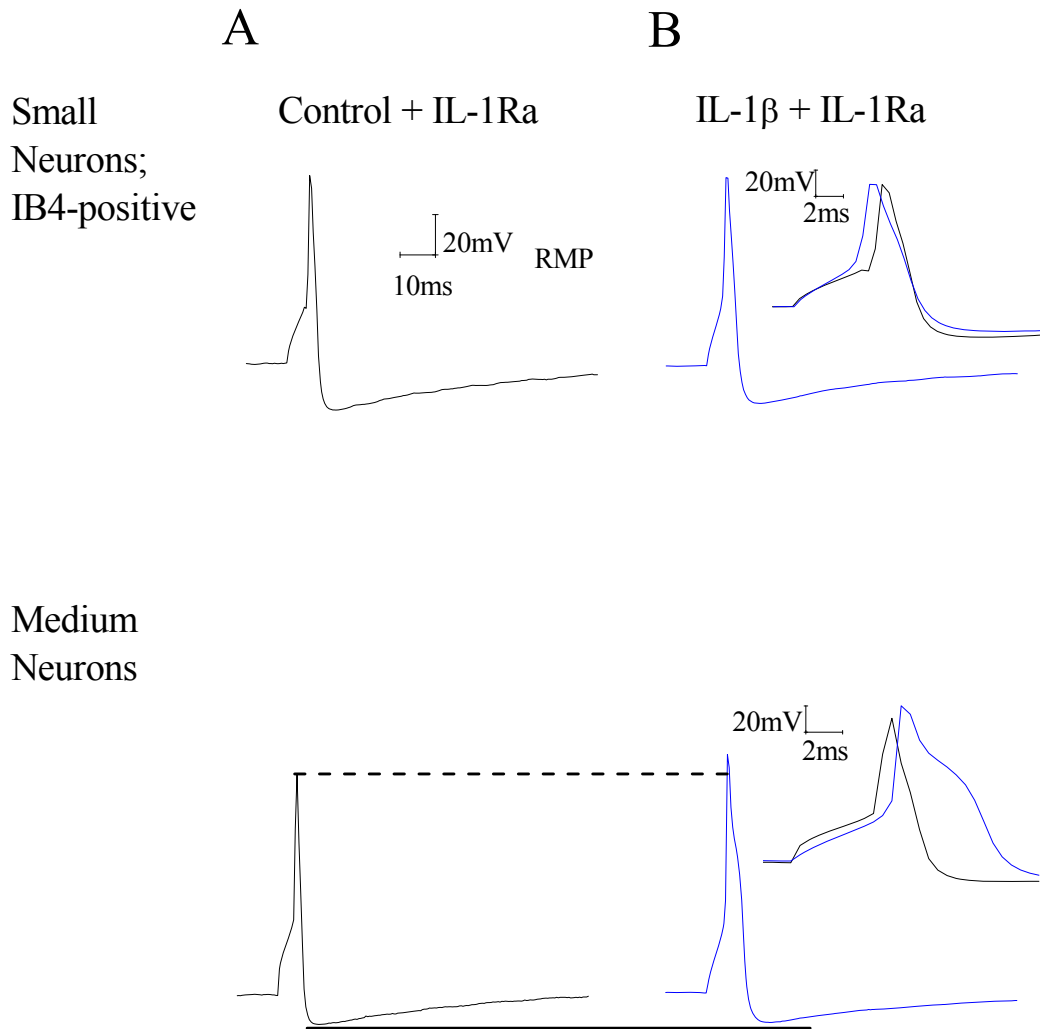 A
B
Small
Neurons;
IB4-positive
Control + IL-1Ra
IL-1β + IL-1Ra
20mV
10ms
RMP
20mV
2ms
Medium
Neurons
20mV
2ms